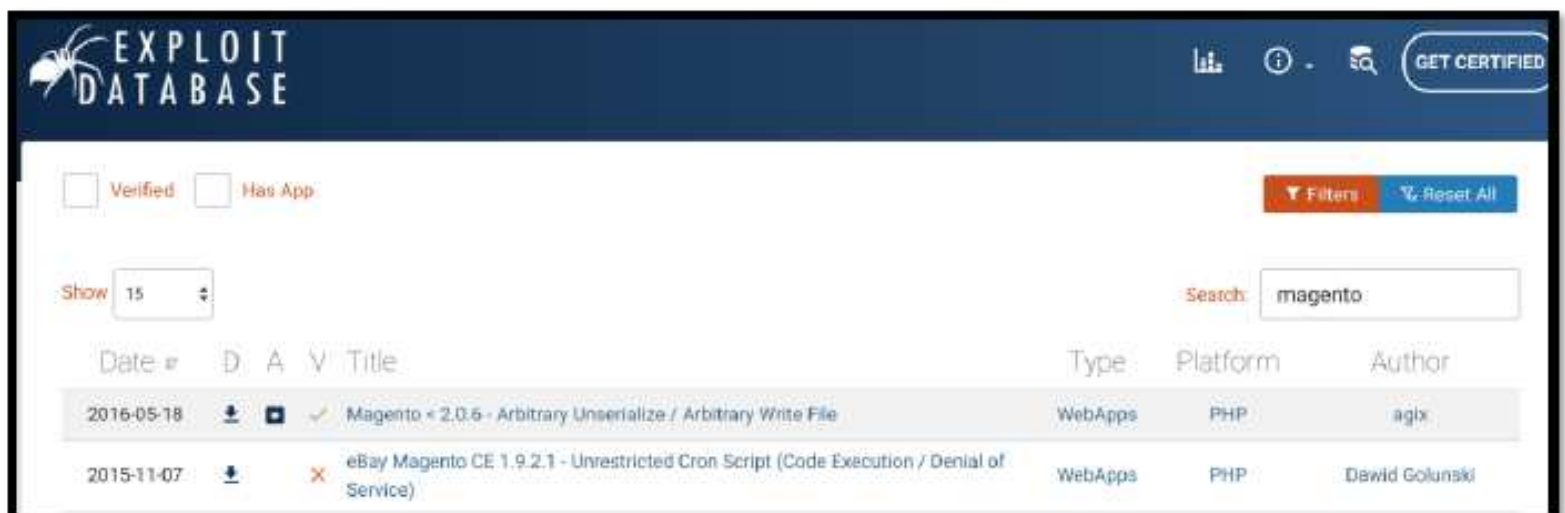 EXPLOIT
DATABASE
GET CERTIFIED
Verified Has App
Filters Reset All
Show 15 Search: magento
Date D A V Title Type Platform Author
2016-05-18 Magento < 2.0.6 - Arbitrary Unserialize / Arbitrary Write File WebApps PHP agix
2015-11-07 eBay Magento CE 1.9.2.1 - Unrestricted Cron Script (Code Execution / Denial of WebApps PHP Dawid Golunski
Service)